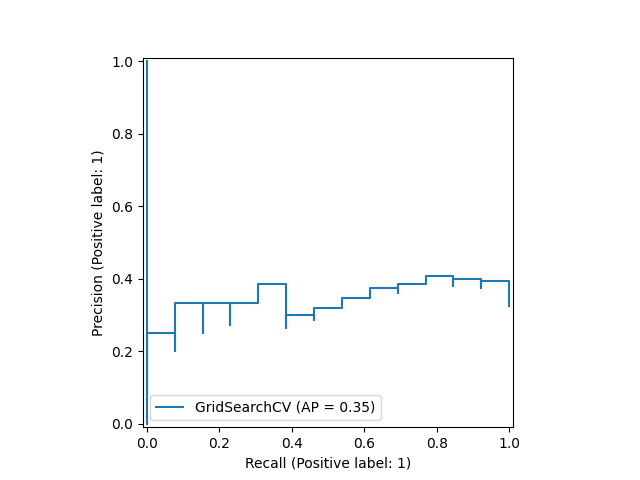 1.0
0.8
0.6
0.4
0.2
0.0
Precision (Positive label: 1)
GridSearchCV (AP = 0.35)
0.0 0.2 0.4 0.6 0.8 1.0
Recall (Positive label: 1)